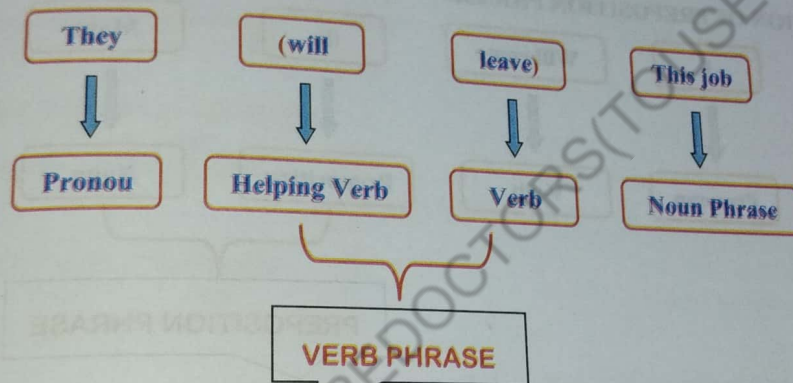 They (will leave) This job
Pronou Helping Verb Verb Noun Phrase
VERB PHRASE